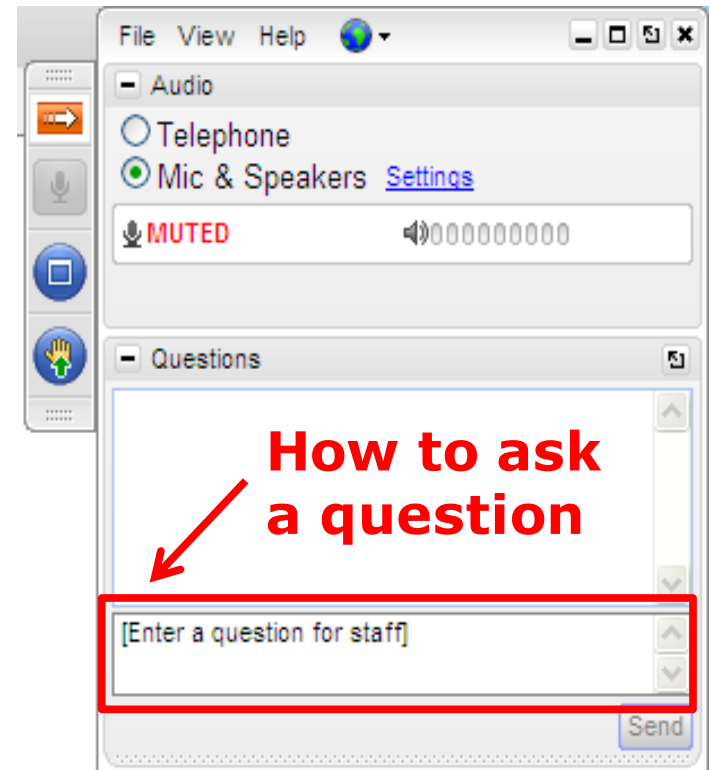 File View Help
Audio
Telephone
Mic & Speakers Settings
MUTED 000000000
Questions
How to ask
a question
[Enter a question for staff]
Send